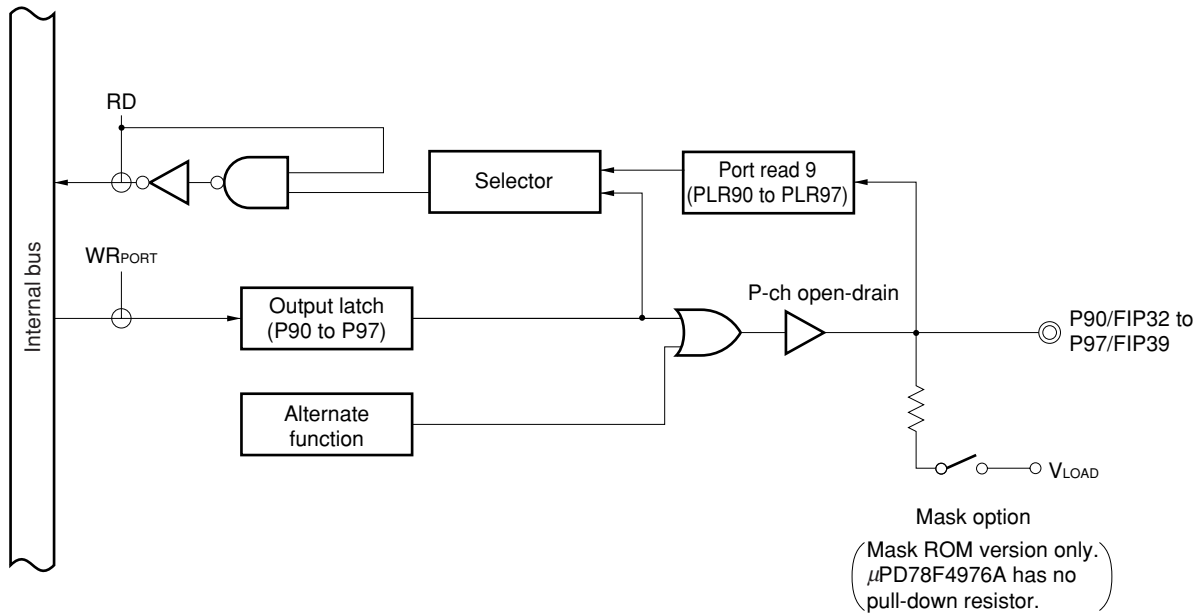 RD
Selector
Port read 9
(PLR90 to PLR97)
Internal bus
WRPORT
Output latch
(P90 to P97)
P-ch open-drain
P90/FIP32 to
P97/FIP39
Alternate
function
VLOAD
Mask option
(Mask ROM version only.
μPD78F4976A has no
pull-down resistor.)